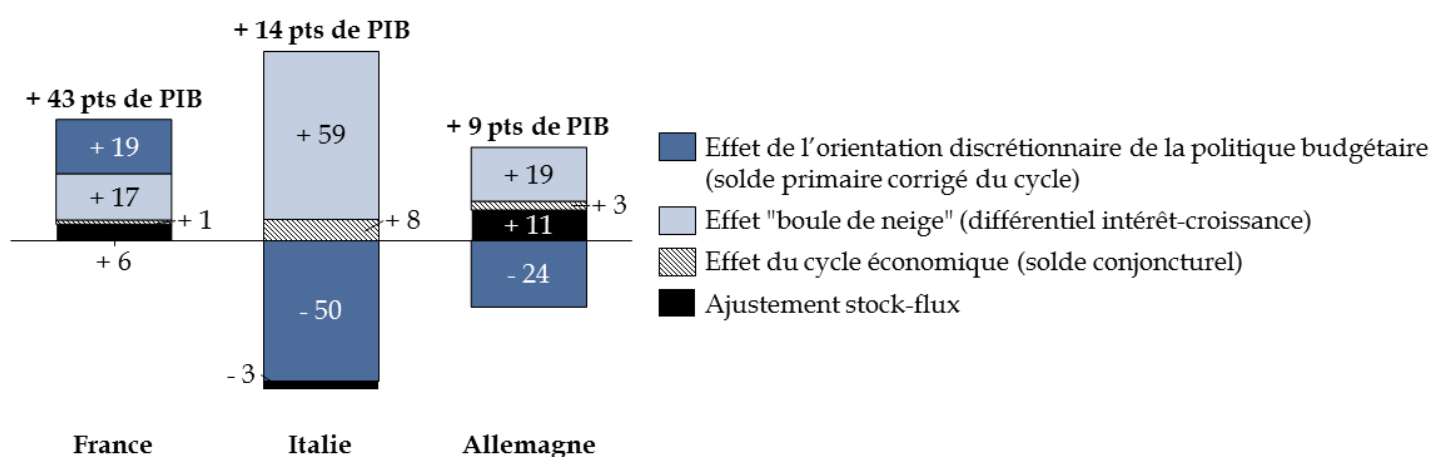 + 14 pts de PIB
+ 43 pts de PIB
+ 9 pts de PIB
+ 19
+ 17
+ 1
+ 6
+ 59
+ 8
- 50
- 3
+ 19
+ 3
+ 11
- 24
Effet de l'orientation discrétionnaire de la politique budgétaire
(solde primaire corrigé du cycle)
Effet "boule de neige" (différentiel intérêt-croissance)
Effet du cycle économique (solde conjoncturel)
Ajustement stock-flux
France
Italie
Allemagne